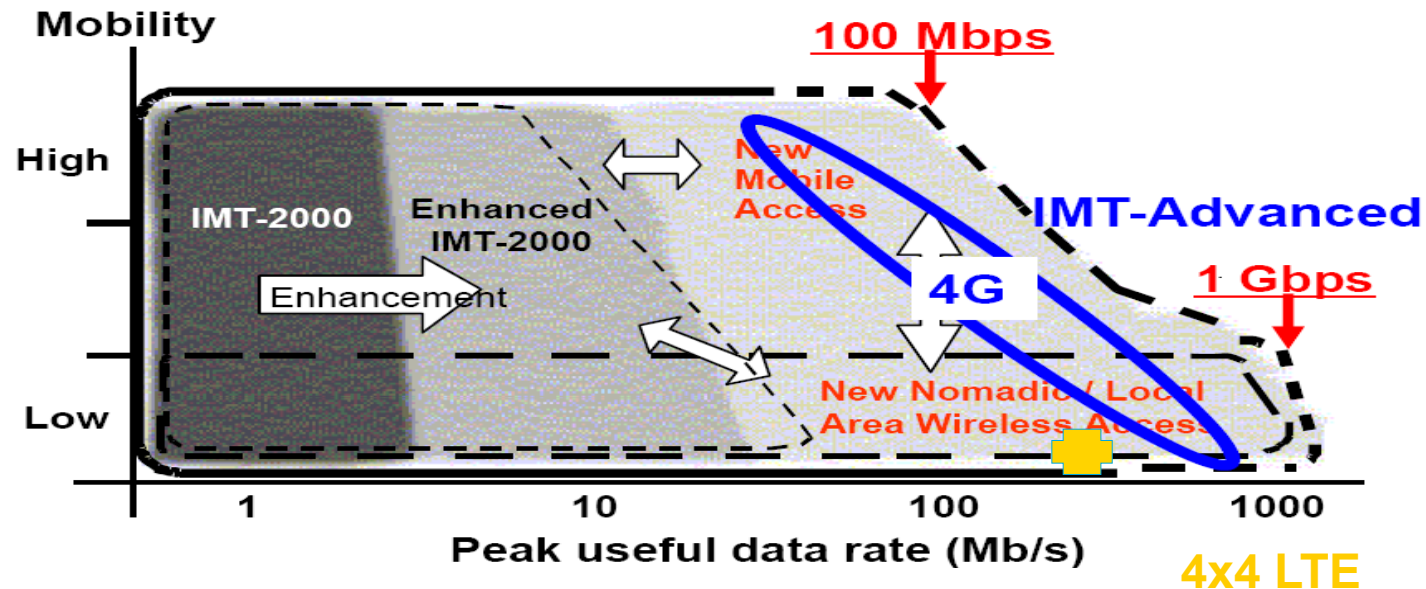 Mobility
100 Mbps
High
New
Mobile
Access
IMT-2000
Enhanced
IMT-2000
IMT-Advanced
Enhancement
4G
1 Gbps
New Nomadic / Local
Area Wireless Access
Low
1
10
100
1000
Peak useful data rate (Mb/s)
4x4 LTE